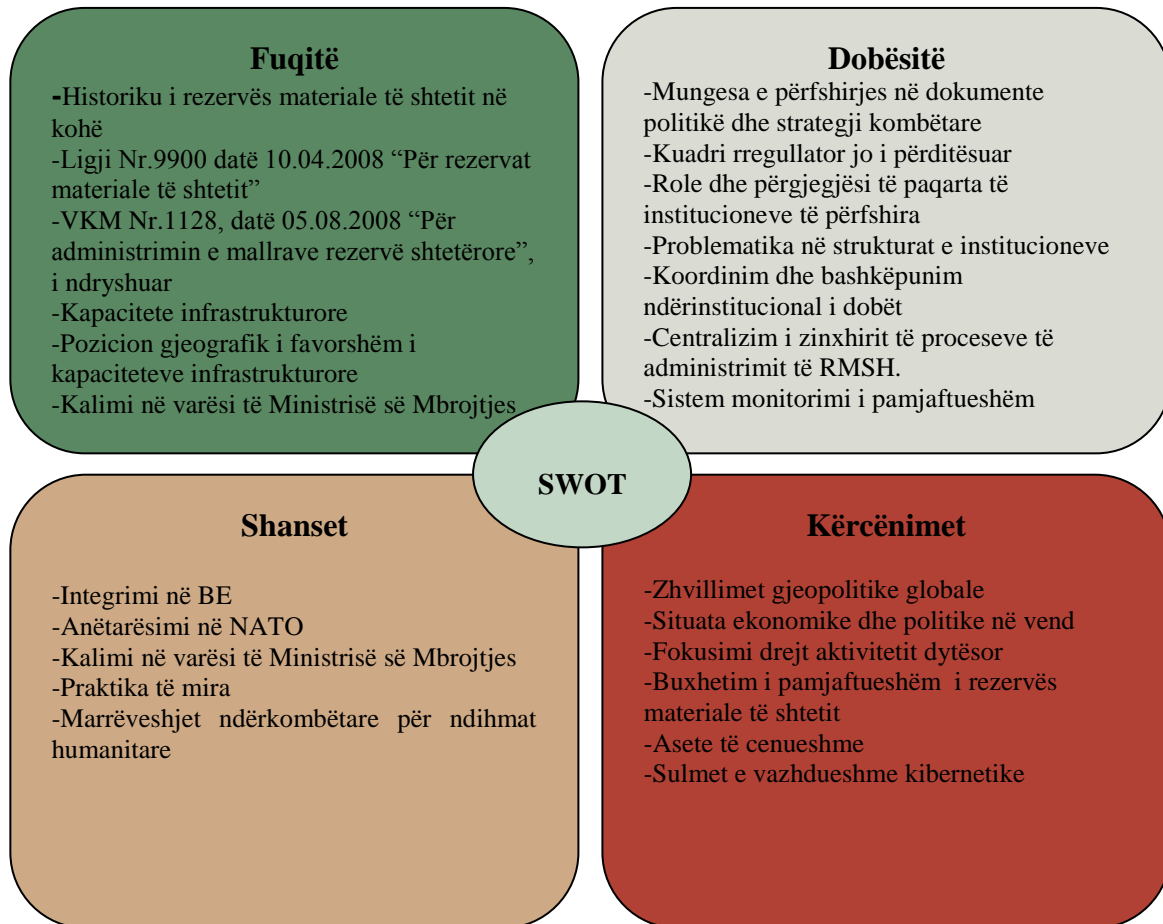 Fuqitë
-Historiku i rezervës materiale të shtetit në
kohë
-Ligji Nr.9900 datë 10.04.2008 “Për rezervat
materiale të shtetit”
-VKM Nr.1128, datë 05.08.2008 “Për
administrimin e mallrave rezervë shtetërore”,
i ndryshuar
-Kapacitete infrastrukturore
-Pozicion gjeografik i favorshëm i
kapaciteteve infrastrukturore
-Kalimi në varësi të Ministrisë së Mbrojtjes
Dobësitë
-Mungesa e përfshirjes në dokumente
politikë dhe strategji kombëtare
-Kuadri rregullator jo i përditësuar
-Role dhe përgjegjësi të paqarta të
institucioneve të përfshira
-Problematika në strukturat e institucioneve
-Koordinim dhe bashkëpunim
ndërinstitucional i dobët
-Centralizim i zinxhirit të proceseve të
administrimit të RMSH.
-Sistem monitorimi i pamjaftueshëm
SWOT
Shanset
-Integrimi në BE
-Anëtarësimi në NATO
-Kalimi në varësi të Ministrisë së Mbrojtjes
-Praktika të mira
-Marrëveshjet ndërkombëtare për ndihmat
humanitare
Kërcënimet
-Zhvillimet gjeopolitike globale
-Situata ekonomike dhe politike në vend
-Fokusimi drejt aktivitetit dytësor
-Buxhetim i pamjaftueshëm i rezervës
materiale të shtetit
-Asete të cenueshme
-Sulmet e vazhdueshme kibernetike